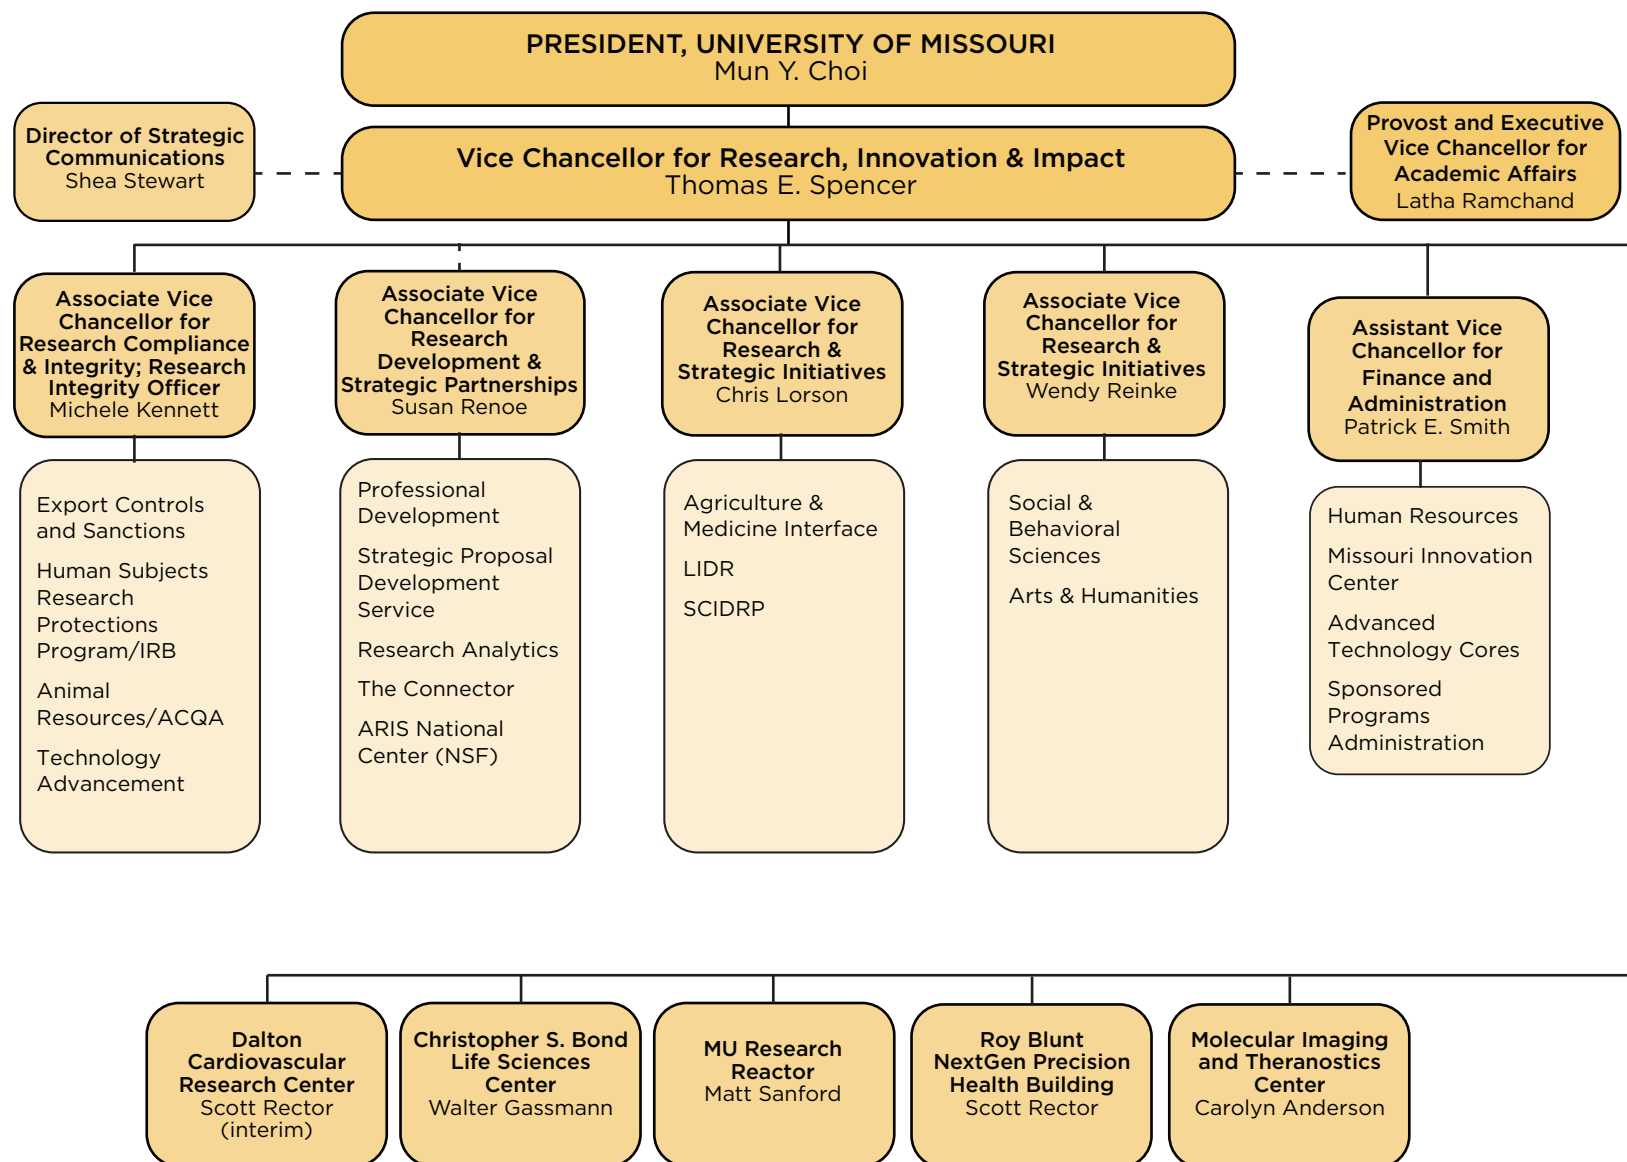 PRESIDENT, UNIVERSITY OF MISSOURI
Mun Y. Choi
Director of Strategic
Communications
Shea Stewart
Vice Chancellor for Research, Innovation & Impact
Thomas E. Spencer
Provost and Executive
Vice Chancellor for
Academic Affairs
Latha Ramchand
Associate Vice
Chancellor for
Research Compliance
& Integrity; Research
Integrity Officer
Michele Kennett
Associate Vice
Chancellor for
Research
Development &
Strategic Partnerships
Susan Renoe
Associate Vice
Chancellor for
Research &
Strategic Initiatives
Chris Lorson
Associate Vice
Chancellor for
Research &
Strategic Initiatives
Wendy Reinke
Assistant Vice
Chancellor for
Finance and
Administration
Patrick E. Smith
Export Controls
and Sanctions
Human Subjects
Research
Protections
Program/IRB
Animal
Resources/ACQA
Technology
Advancement
Professional
Development
Strategic Proposal
Development
Service
Research Analytics
The Connector
ARIS National
Center (NSF)
Agriculture &
Medicine Interface
LIDR
SCIDRP
Social &
Behavioral
Sciences
Arts & Humanities
Human Resources
Missouri Innovation
Center
Advanced
Technology Cores
Sponsored
Programs
Administration
Dalton
Cardiovascular
Research Center
Scott Rector
(interim)
Christopher S. Bond
Life Sciences
Center
Walter Gassmann
MU Research
Reactor
Matt Sanford
Roy Blunt
NextGen Precision
Health Building
Scott Rector
Molecular Imaging
and Theranostics
Center
Carolyn Anderson